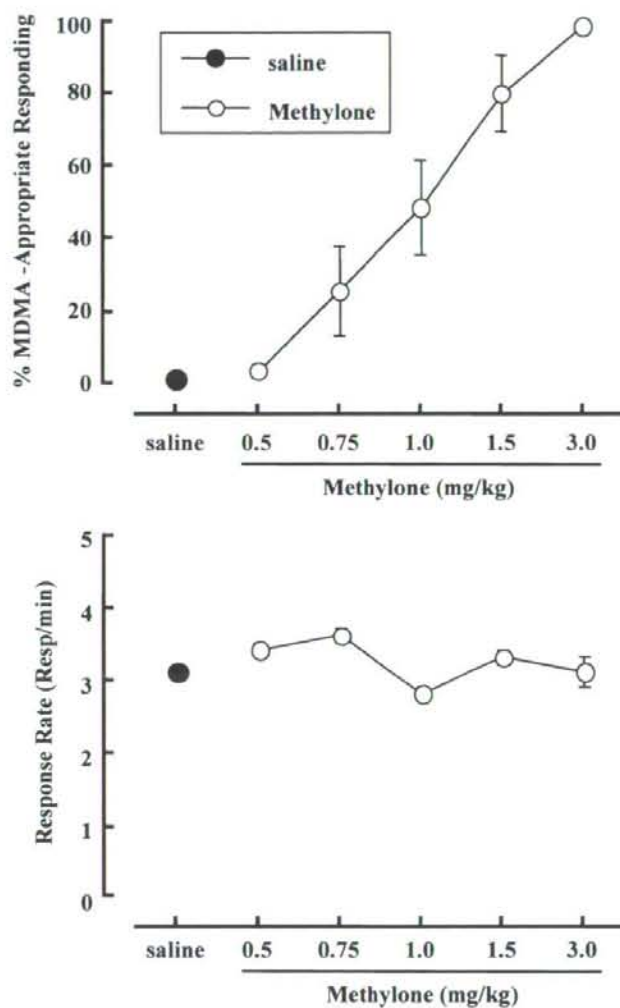 % MDMA -Appropriate Responding
100
80
60
40
20
0
saline
Methylone
saline 0.5 0.75 1.0 1.5 3.0
Methylone (mg/kg)
Response Rate (Resp/min)
5
4
3
2
1
0
saline 0.5 0.75 1.0 1.5 3.0
Methylone (mg/kg)